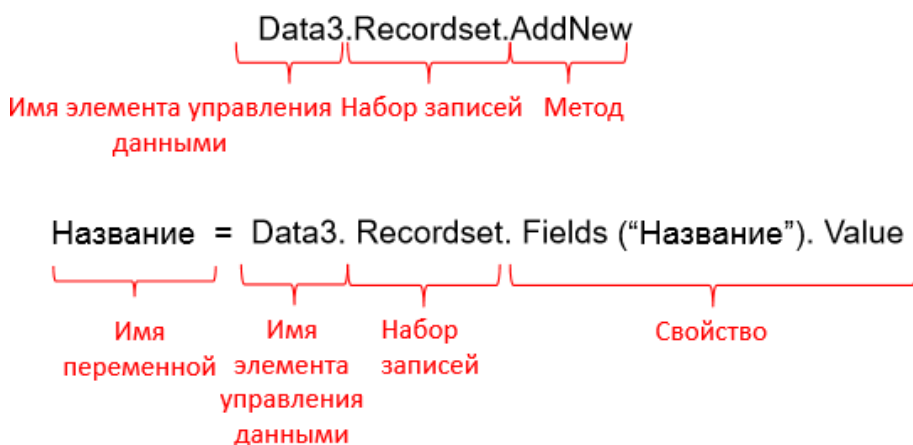 Data3.Recordset.AddNew
Имя элемента управления данными
Набор записей
Метод
Название = Data3. Recordset. Fields (“Название”). Value
Имя переменной
Имя элемента управления данными
Набор записей
Свойство